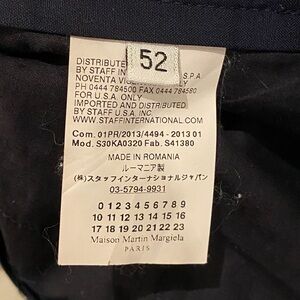 52
DISTRIBUTE
BY STAFF IN S.P.A
NOVENTA VIC LY
PH 0444 784500 FAX 0444 784580
FOR U.S.A. ONLY
IMPORTED AND DISTRIBUTED
BY STAFF U.S.A. INC.
WWW.STAFFINTERNATIONAL.COM
Com. 01PR/2013/4494 - 2013 01
Mod. S30KA0320 Fab. S41380
MADE IN ROMANIA
ルーマニア製
(株)スタッフインターナショナルジャパン
03-5794-9931
0 1 2 3 4 5 6 7 8 9
10 11 12 13 14 15 16
17 18 19 20 21 22 23
Maison Martin Margiela
PARIS